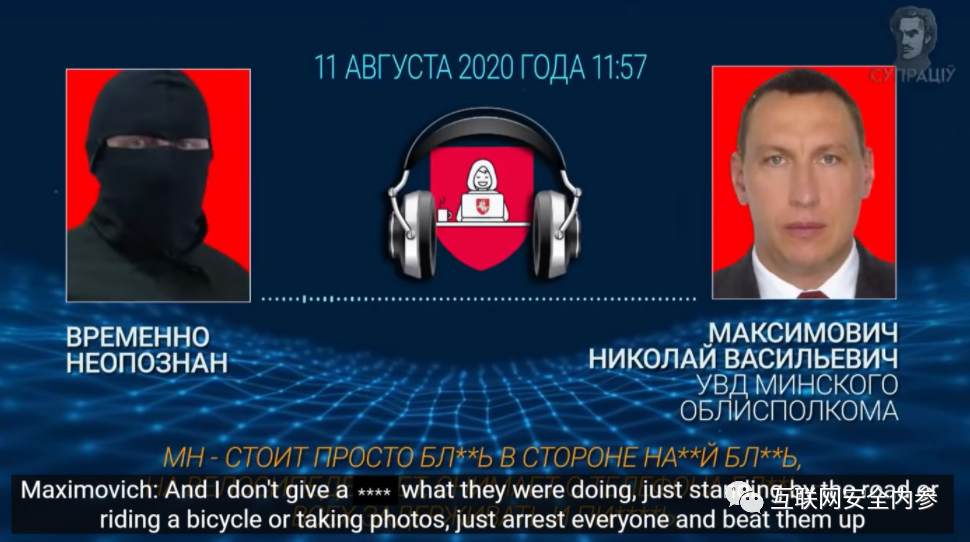 СУПРАЦІЎ
11 АВГУСТА 2020 ГОДА 11:57
ВРЕМЕННО
НЕОПОЗНАН
МАКСИМОВИЧ
НИКОЛАЙ ВАСИЛЬЕВИЧ
УВД МИНСКОГО
ОБЛИСПОЛКОМА
МН - СТОИТ ПРОСТО БЛ**Ь В СТОРОНЕ НА**Й БЛ**Ь,
Maximovich: And I don't give a **** what they were doing, just standing by the road or
riding a bicycle or taking photos, just arrest everyone and beat them up
互联网安全内参